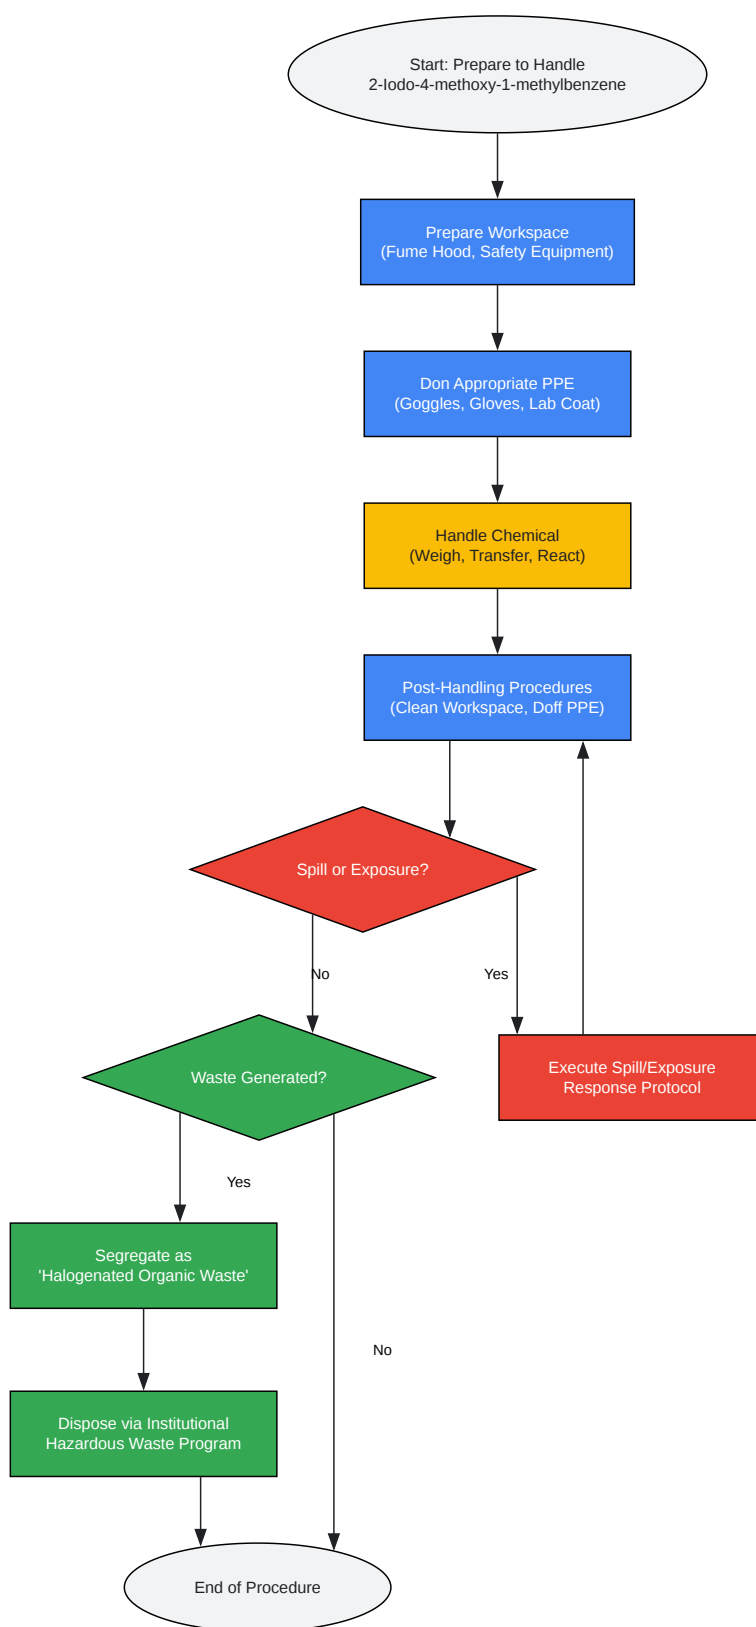 Start: Prepare to Handle
2-Iodo-4-methoxy-1-methylbenzene
Prepare Workspace
(Fume Hood, Safety Equipment)
Don Appropriate PPE
(Goggles, Gloves, Lab Coat)
Handle Chemical
(Weigh, Transfer, React)
Post-Handling Procedures
(Clean Workspace, Doff PPE)
Spill or Exposure?
No
Yes
Waste Generated?
Execute Spill/Exposure
Response Protocol
Yes
Segregate as
'Halogenated Organic Waste'
No
Dispose via Institutional
Hazardous Waste Program
End of Procedure